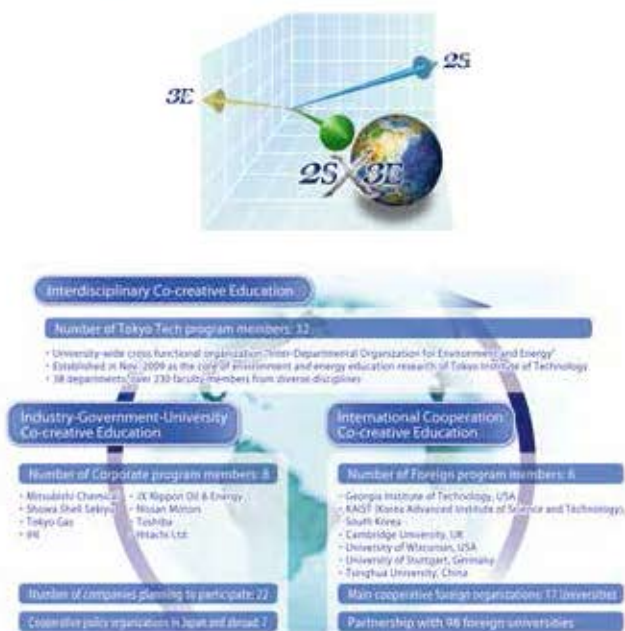 2S
3E
2S X 3E
Interdisciplinary Co-creative Education
Number of Tokyo Tech program members: 32
• University-wide cross functional organization "Inter-Departmental Organization for Environment and Energy"
• Established in Nov. 2009 as the core of environment and energy education research of Tokyo Institute of Technology
• 38 departments, over 230 faculty members from diverse disciplines
Industry-Government-University
Co-creative Education
Number of Corporate program members: 8
• Mitsubishi Chemical
• Showa Shell Sekiyu
• Tokyo Gas
• IHI
• JX Nippon Oil & Energy
• Nissan Motors
• Toshiba
• Hitachi Ltd
Number of companies planning to participate: 22
Cooperative policy organizations in Japan and abroad: 7
International Cooperation
Co-creative Education
Number of Foreign program members: 6
• Georgia Institute of Technology, USA
• KAIST (Korea Advanced Institute of Science and Technology),
South Korea
• Cambridge University, UK
• University of Wisconsin, USA
• University of Stuttgart, Germany
• Tsinghua University, China
Main cooperative foreign organizations: 17 Universities
Partnership with 96 foreign universities